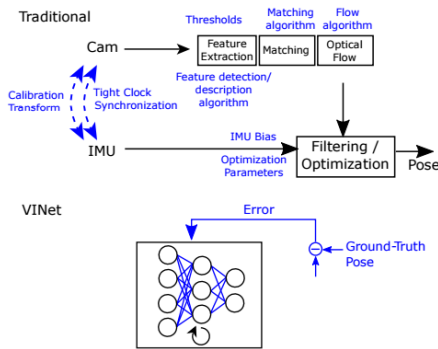 Traditional
Thresholds
Matching
algorithm
Flow
algorithm
Cam
Feature
Extraction
Matching
Optical
Flow
Calibration
Transform
Tight Clock
Synchronization
Feature detection/
description
algorithm
IMU
IMU Bias
Optimization
Parameters
Filtering /
Optimization
Pose
VINet
Error
Ground-Truth
Pose